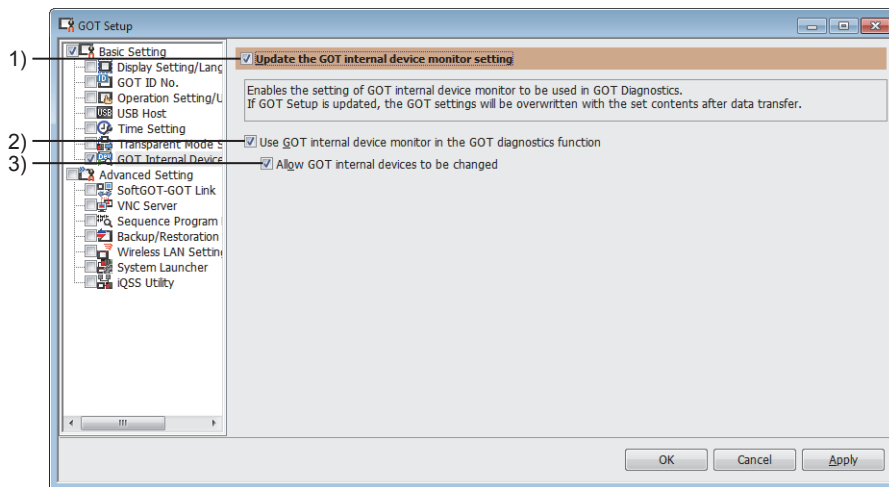 GOT Setup
Basic Setting
Display Setting/Lang
GOT ID No.
Operation Setting/U
USB Host
Time Setting
Transparent Mode S
GOT Internal Device
Advanced Setting
SoftGOT-GOT Link
VNC Server
Sequence Program
Backup/Restoration
Wireless LAN Setting
System Launcher
iQSS Utility
1)
Update the GOT internal device monitor setting
Enables the setting of GOT internal device monitor to be used in GOT Diagnostics.
If GOT Setup is updated, the GOT settings will be overwritten with the set contents after data transfer.
2)
Use GOT internal device monitor in the GOT diagnostics function
3)
Allow GOT internal devices to be changed
OK
Cancel
Apply